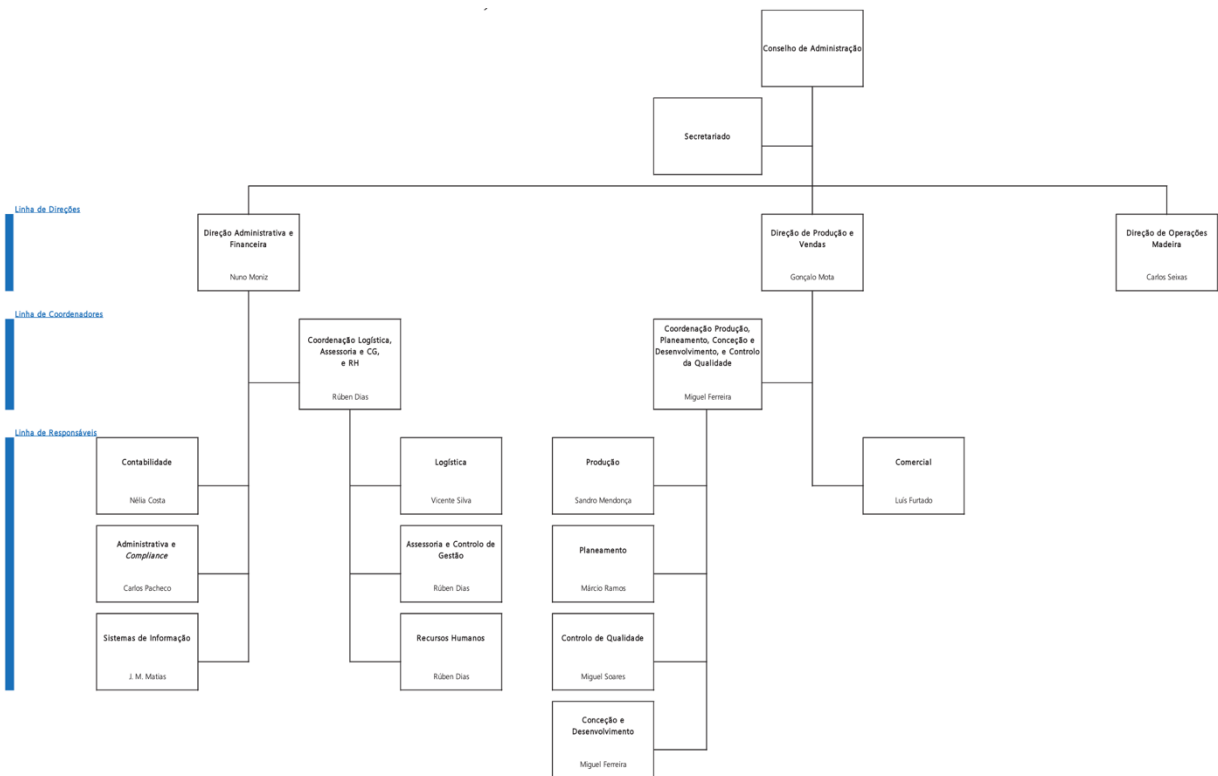 Conselho de Administração
Secretariado
Linha de Direções
Direção Administrativa e
Financeira
Nuno Moniz
Direção de Produção e
Vendas
Gonçalo Mota
Direção de Operações
Madeira
Carlos Seixas
Linha de Coordenadores
Coordenação Logística,
Assessoria e CG,
e RH
Rúben Dias
Coordenação Produção,
Planeamento, Conceção e
Desenvolvimento, e Controlo
da Qualidade
Miguel Ferreira
Linha de Responsáveis
Contabilidade
Nélia Costa
Logística
Vicente Silva
Produção
Sandro Mendonça
Comercial
Luís Furtado
Administrativa e
Compliance
Carlos Pacheco
Assessoria e Controlo de
Gestão
Rúben Dias
Planeamento
Márcio Ramos
Sistemas de Informação
J. M. Matias
Recursos Humanos
Rúben Dias
Controlo de Qualidade
Miguel Soares
Conceção e
Desenvolvimento
Miguel Ferreira